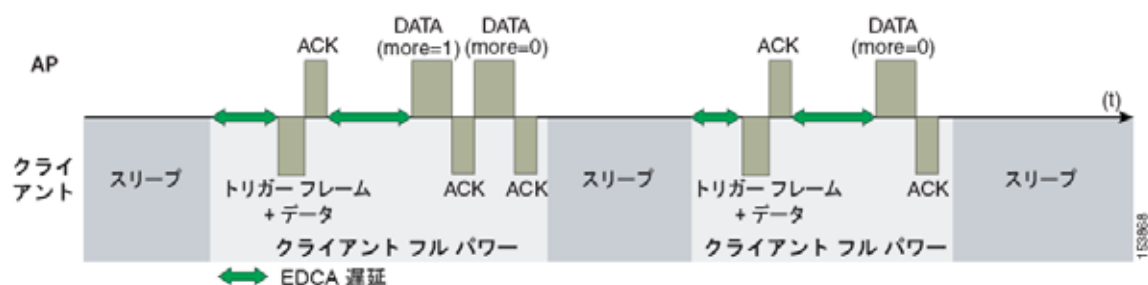 DATA DATA
ACK (more=1) (more=0) ACK DATA (more=0)
AP
(t)
クライアント
スリープ
トリガー フレーム
+ データ
ACK ACK
スリープ
トリガー フレーム
+ データ
ACK
スリープ
クライアント フル パワー
クライアント フル パワー
EDCA 遅延
153868